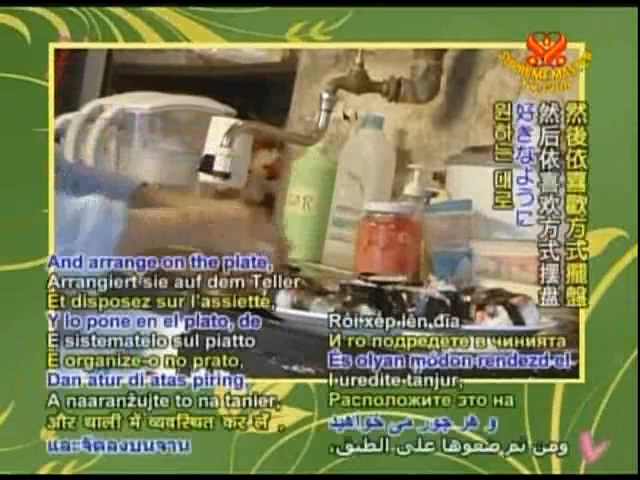 SUPREME MASTER
And arrange on the plate,
Arrangiert sie auf dem Teller
Et disposez sur l'assiette,
Y lo pone en el plato, de
E sistematelo sul piatto
E organize-o no prato,
Dan atur di atas piring,
A naaranžujte to na tanier,
और थाली में व्यवस्थित कर लें ,
และจัดลงบนจาน
Rồi xếp lên dĩa
И го подредете в чинията
És olyan módon rendezd el
I uredite tanjur,
Расположите это на
و هر جور می خواهید
ومن ثم ضعوها على الطبق،
然後依喜歡方式擺盤
然后依喜欢方式摆盘
好きなように
원하는 대로